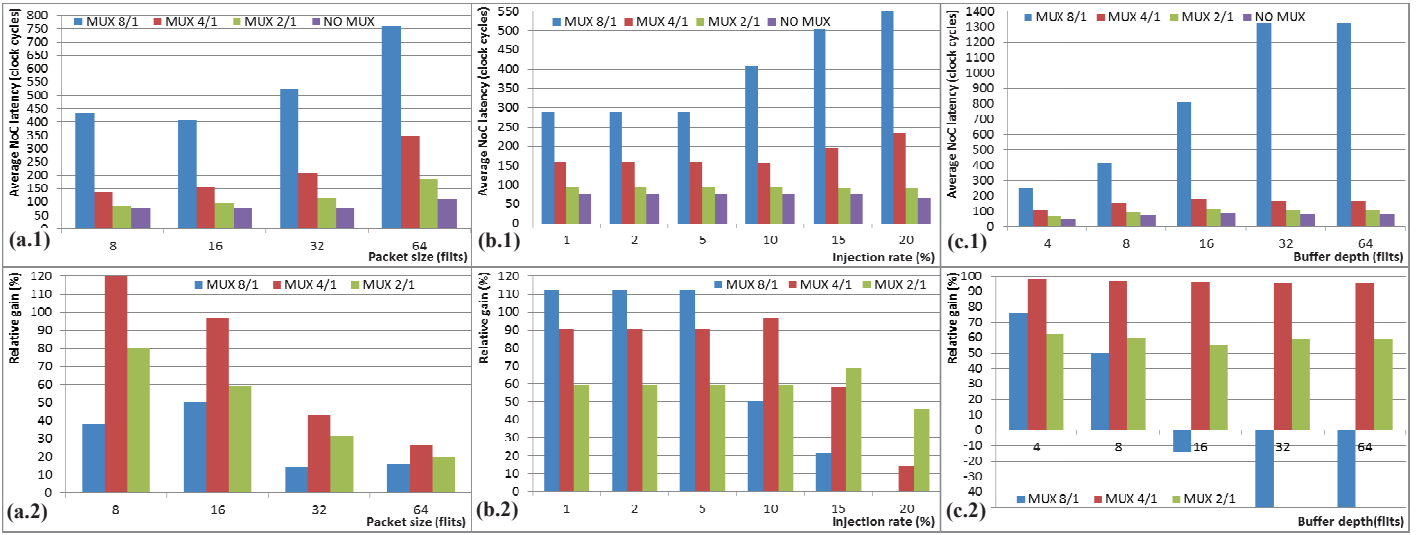 Average NoC latency (clock cycles)
MUX 8/1 MUX 4/1 MUX 2/1 NO MUX
800
750
700
650
600
550
500
450
400
350
300
250
200
150
100
50
0
8 16 32 64
Packet size (flits)
(a.1)
Average NoC latency (clock cycles)
MUX 8/1 MUX 4/1 MUX 2/1 NO MUX
550
500
450
400
350
300
250
200
150
100
50
0
1 2 5 10 15 20
Injection rate (%)
(b.1)
Average NoC latency (clock cycles)
MUX 8/1 MUX 4/1 MUX 2/1 NO MUX
1400
1300
1200
1100
1000
900
800
700
600
500
400
300
200
100
0
4 8 16 32 64
Buffer depth (flits)
(c.1)
Relative gain (%)
MUX 8/1 MUX 4/1 MUX 2/1
120
110
100
90
80
70
60
50
40
30
20
10
0
8 16 32 64
Packet size (flits)
(a.2)
Relative gain (%)
MUX 8/1 MUX 4/1 MUX 2/1
120
110
100
90
80
70
60
50
40
30
20
10
0
1 2 5 10 15 20
Injection rate (%)
(b.2)
Relative gain (%)
100
90
80
70
60
50
40
30
20
10
0
-10
-20
-30
40
50
4 8 16 32 64
MUX 8/1 MUX 4/1 MUX 2/1
Buffer depth(flits)
(c.2)